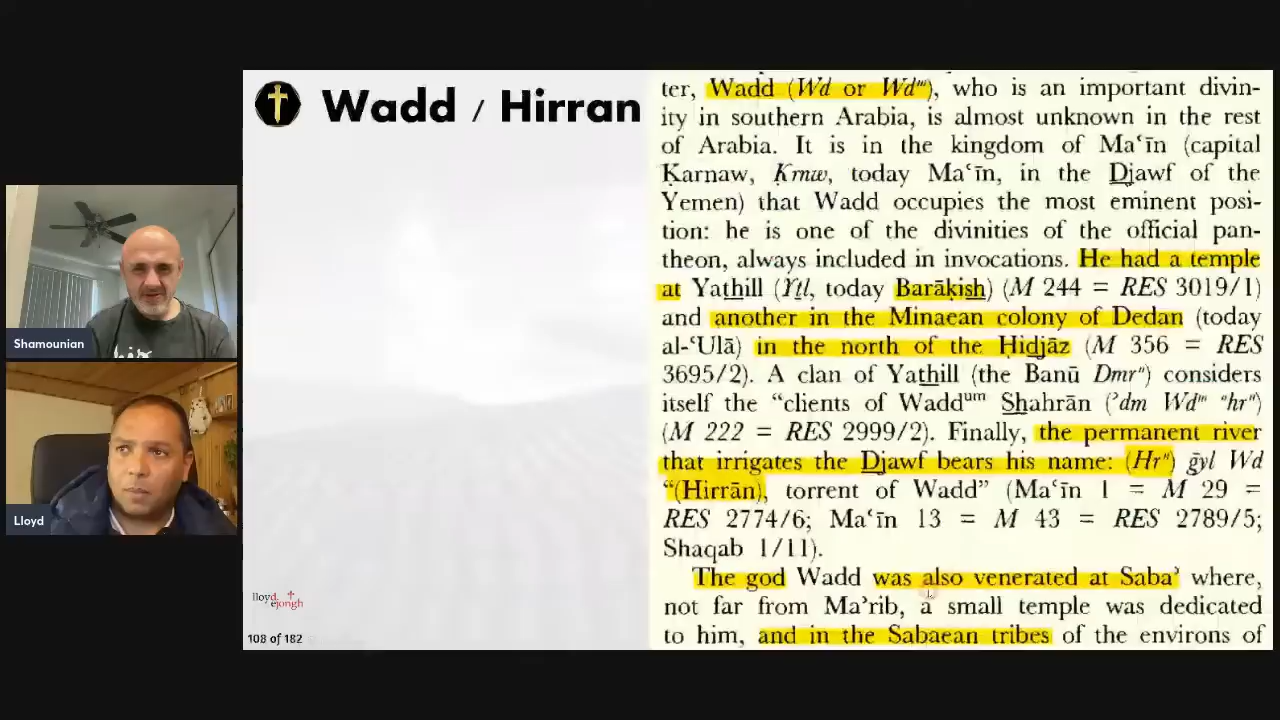 Wadd / Hirran
ter, Wadd (Wd or Wdᵐ), who is an important divin-
ity in southern Arabia, is almost unknown in the rest
of Arabia. It is in the kingdom of Maʿīn (capital
Ḳarnaw, Ḳrnw, today Maʿīn, in the Djawf of the
Yemen) that Wadd occupies the most eminent posi-
tion: he is one of the divinities of the official pan-
theon, always included in invocations. He had a temple
at Yathill (Yṯl, today Barāḳish) (M 244 = RES 3019/1)
and another in the Minaean colony of Dedan (today
al-ʿUlā) in the north of the Ḥidjāz (M 356 = RES
3695/2). A clan of Yathill (the Banū Dmrⁿ) considers
itself the “clients of Waddᵘᵐ Shahrān (ʾdm Wdᵐ ʰhrⁿ)
(M 222 = RES 2999/2). Finally, the permanent river
that irrigates the Djawf bears his name: (Hrⁿ) ġyl Wd
“(Hirrān), torrent of Wadd” (Maʿīn 1 = M 29 =
RES 2774/6; Maʿīn 13 = M 43 = RES 2789/5;
Shaqab 1/11).
The god Wadd was also venerated at Sabaʾ where,
not far from Maʾrib, a small temple was dedicated
to him, and in the Sabaean tribes of the environs of
Shamounian
Lloyd
lloyd
ejongh
108 of 182